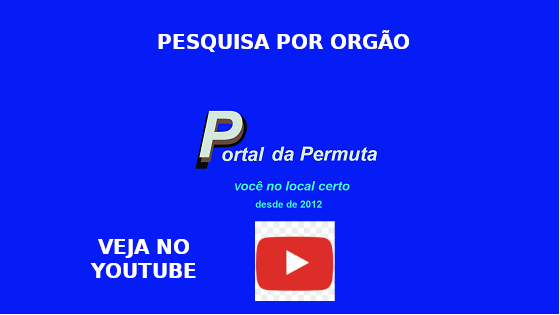 PESQUISA POR ORGÃO
Portal da Permuta
você no local certo
desde de 2012
VEJA NO
YOUTUBE